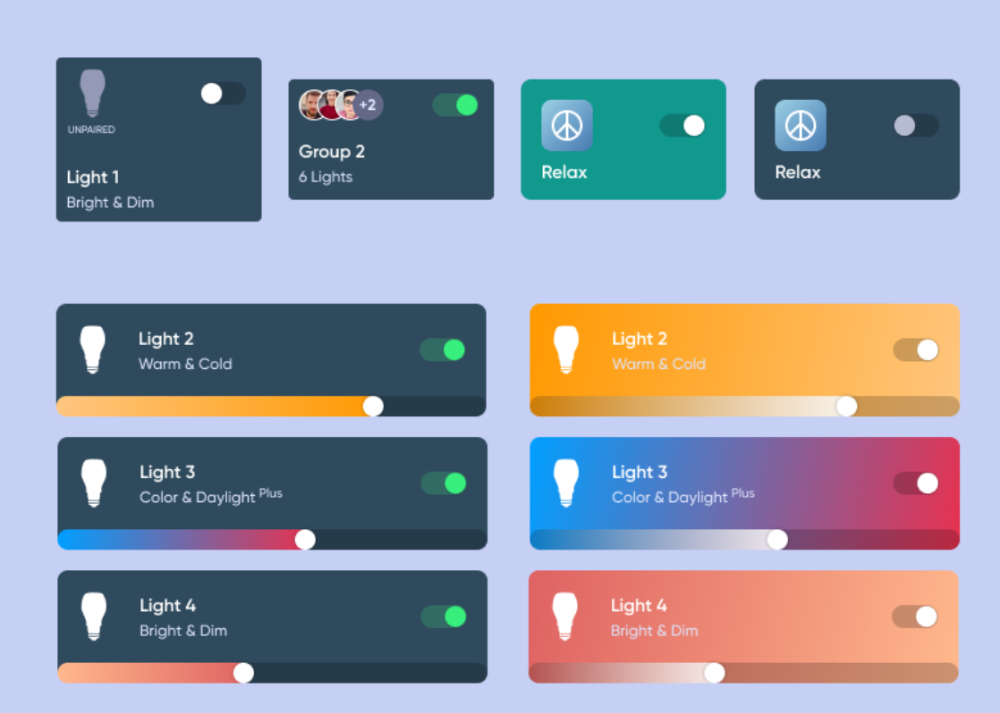 UNPAIRED
Light 1
Bright & Dim
+2
Group 2
6 Lights
Relax
Relax
Light 2
Warm & Cold
Light 2
Warm & Cold
Light 3
Color & Daylight Plus
Light 3
Color & Daylight Plus
Light 4
Bright & Dim
Light 4
Bright & Dim